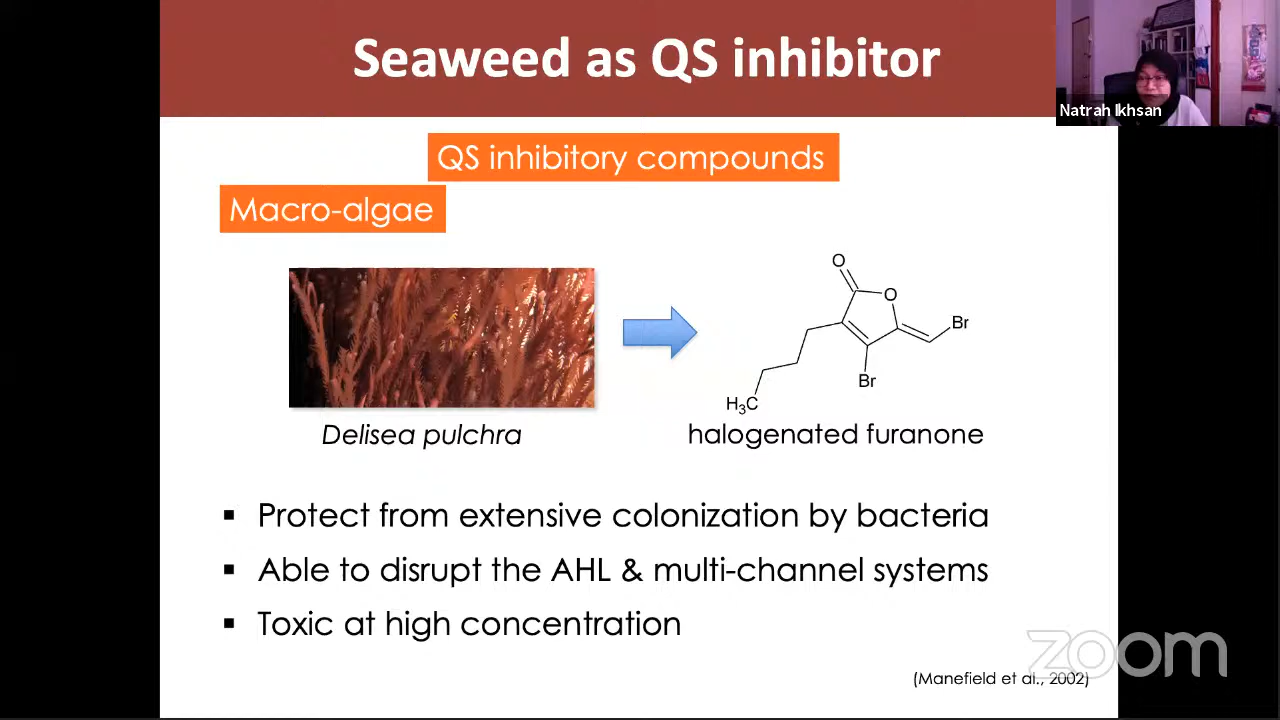 Seaweed as QS inhibitor
Natrah Ikhsan
QS inhibitory compounds
Macro-algae
O
O
Br
Br
H3C
Delisea pulchra
halogenated furanone
▪ Protect from extensive colonization by bacteria
▪ Able to disrupt the AHL & multi-channel systems
▪ Toxic at high concentration
zoom
(Manefield et al., 2002)